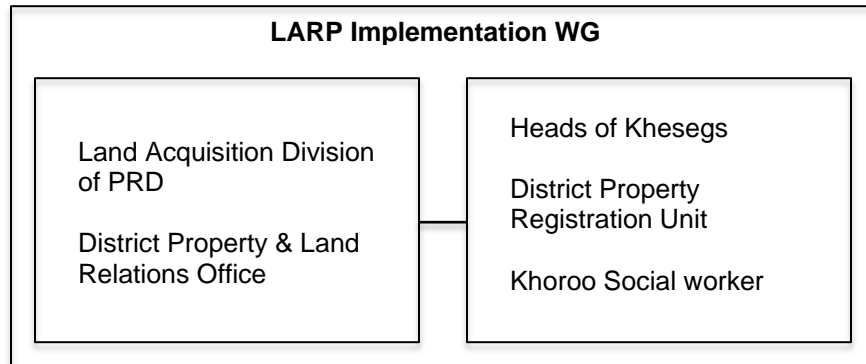 LARP Implementation WG
Land Acquisition Division
of PRD
District Property & Land
Relations Office
Heads of Khesegs
District Property
Registration Unit
Khoroo Social worker